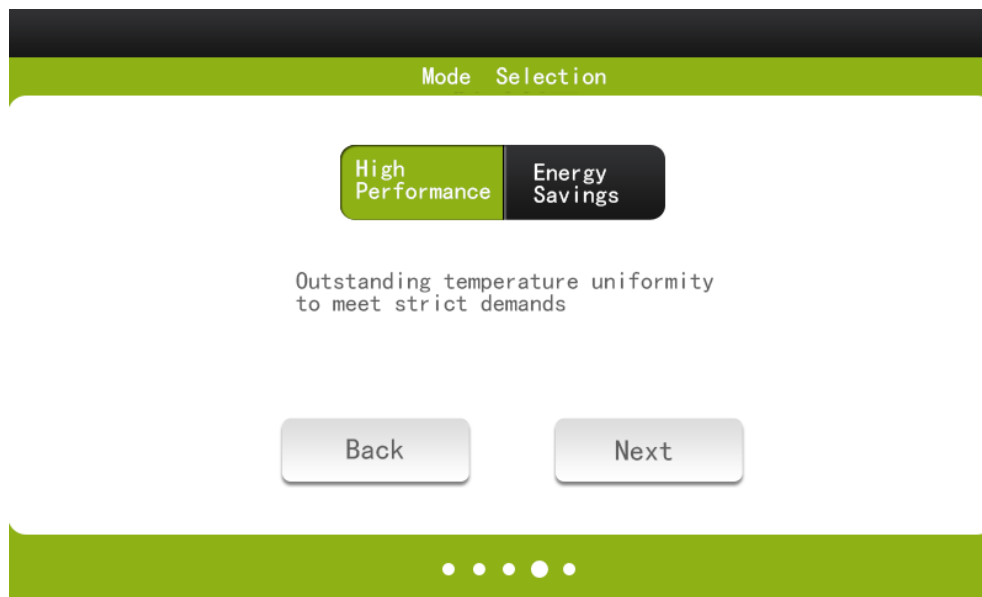 Mode Selection
High
Performance
Energy
Savings
Outstanding temperature uniformity
to meet strict demands
Back
Next